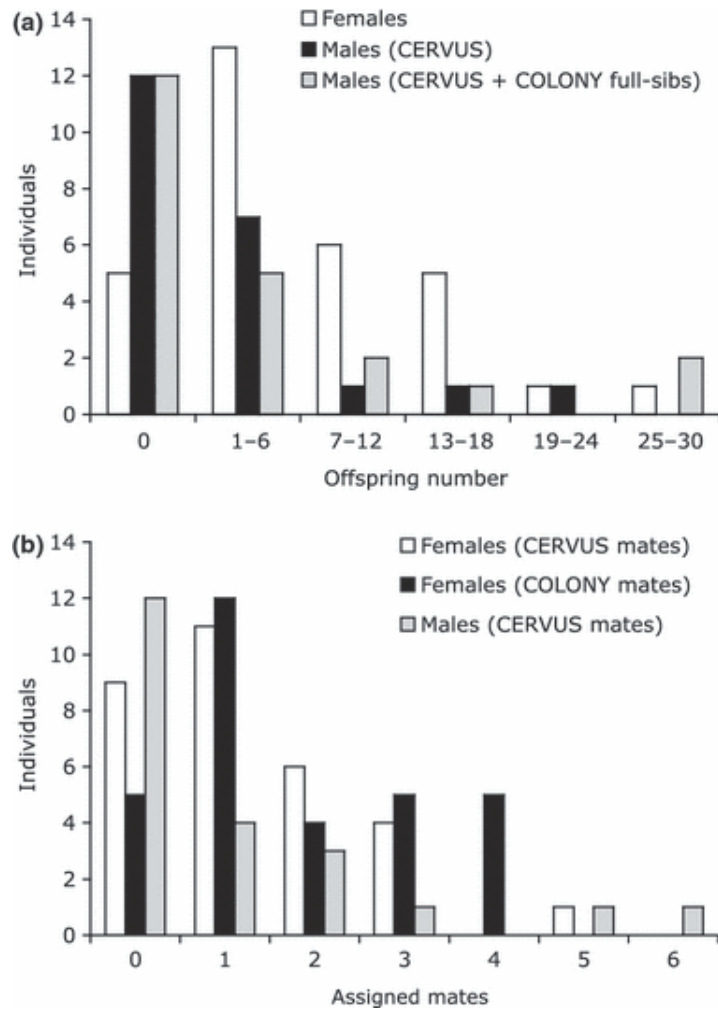 (a)
Females
Males (CERVUS)
Males (CERVUS + COLONY full-sibs)
14
12
10
8
6
4
2
0
Individuals
0 1–6 7–12 13–18 19–24 25–30
Offspring number
(b)
Females (CERVUS mates)
Females (COLONY mates)
Males (CERVUS mates)
14
12
10
8
6
4
2
0
Individuals
0 1 2 3 4 5 6
Assigned mates